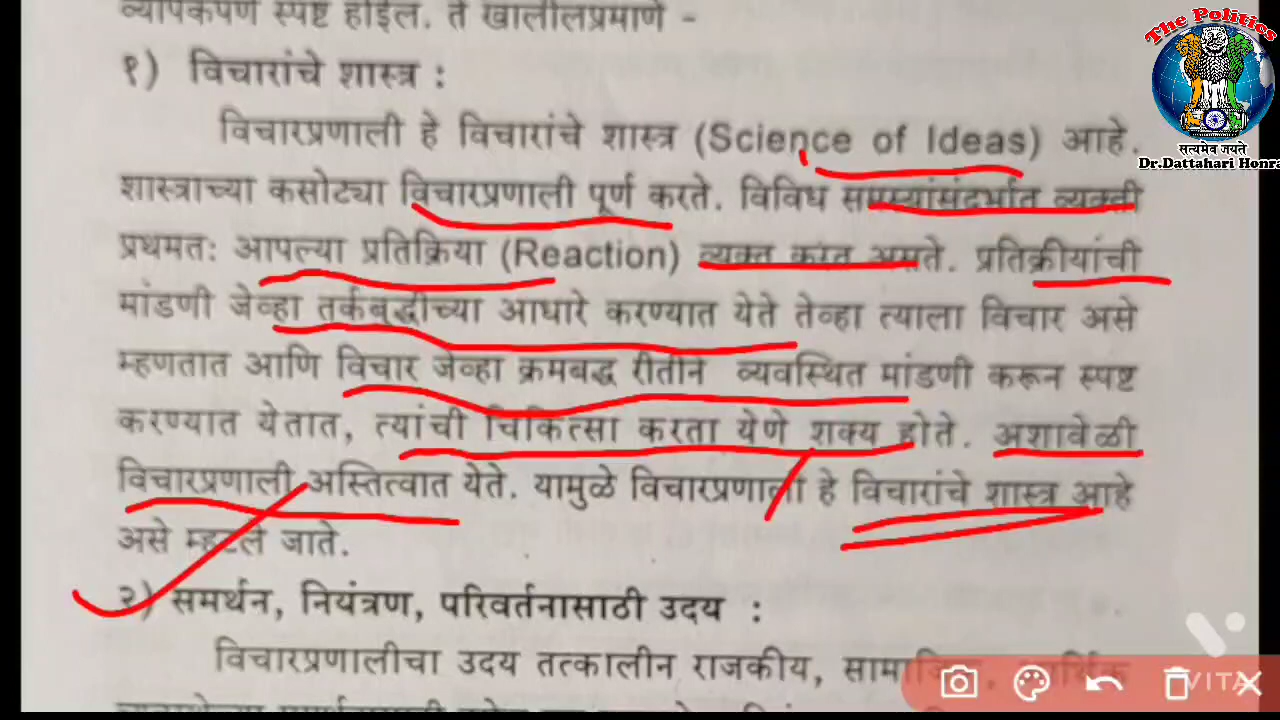 व्यापकपणे स्पष्ट होईल. ते खालीलप्रमाणे -
The Politics
१) विचारांचे शास्त्र :
विचारप्रणाली हे विचारांचे शास्त्र (Science of Ideas) आहे.
सत्यमेव जयते
Dr.Dattahari Honra
शास्त्राच्या कसोट्या विचारप्रणाली पूर्ण करते. विविध समस्यांसंदर्भात व्यक्ती
प्रथमतः आपल्या प्रतिक्रिया (Reaction) व्यक्त करत असते. प्रतिक्रीयांची
मांडणी जेव्हा तर्कबुद्धीच्या आधारे करण्यात येते तेव्हा त्याला विचार असे
म्हणतात आणि विचार जेव्हा क्रमबद्ध रीतीने व्यवस्थित मांडणी करून स्पष्ट
करण्यात येतात, त्यांची चिकित्सा करता येणे शक्य होते. अशावेळी
विचारप्रणाली अस्तित्वात येते. यामुळे विचारप्रणाली हे विचारांचे शास्त्र आहे
असे म्हटले जाते.
२) समर्थन, नियंत्रण, परिवर्तनासाठी उदय :
विचारप्रणालीचा उदय तत्कालीन राजकीय,
VITA